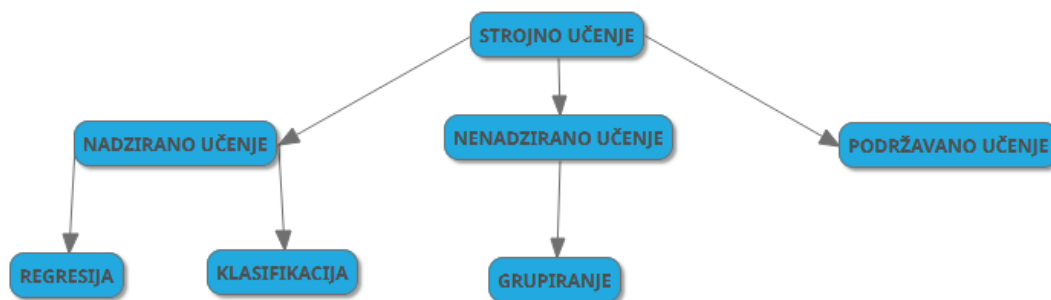 STROJNO UČENJE
NADZIRANO UČENJE
NENADZIRANO UČENJE
PODRŽAVANO UČENJE
REGRESIJA
KLASIFIKACIJA
GRUPIRANJE